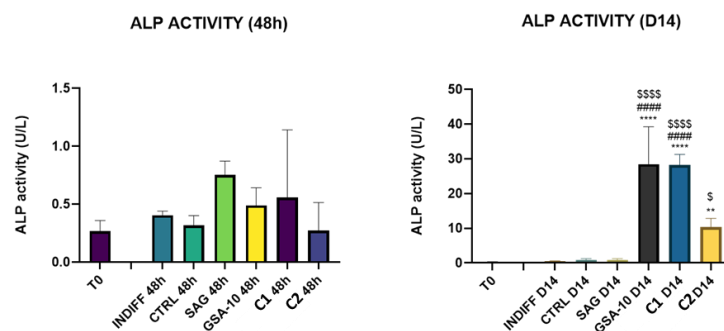 ALP ACTIVITY (48h)
ALP activity (U/L)
1.5
1.0
0.5
0.0
T0
INDIFF 48h
CTRL 48h
SAG 48h
GSA-10 48h
C1 48h
C2 48h
ALP ACTIVITY (D14)
ALP activity (U/L)
50
40
30
20
10
0
$$$$
####
****
$$$$
####
****
$
**
T0
INDIFF D14
CTRL D14
SAG D14
GSA-10 D14
C1 D14
C2 D14